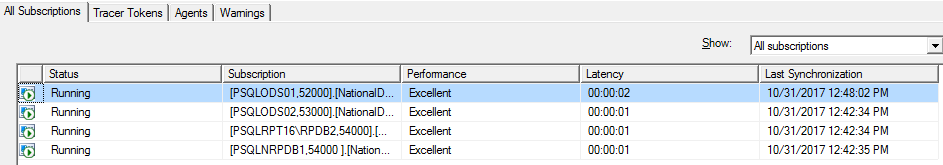 All Subscriptions Tracer Tokens Agents Warnings
Show: All subscriptions
Status Subscription Performance Latency Last Synchronization
Running [PSQLODS01,52000].[NationalD... Excellent 00:00:02 10/31/2017 12:48:02 PM
Running [PSQLODS02,53000].[NationalD... Excellent 00:00:01 10/31/2017 12:42:34 PM
Running [PSQLRPT16\RPDB2,54000].[... Excellent 00:00:01 10/31/2017 12:42:34 PM
Running [PSQLNRPDB1,54000 ].[Nation... Excellent 00:00:01 10/31/2017 12:42:35 PM